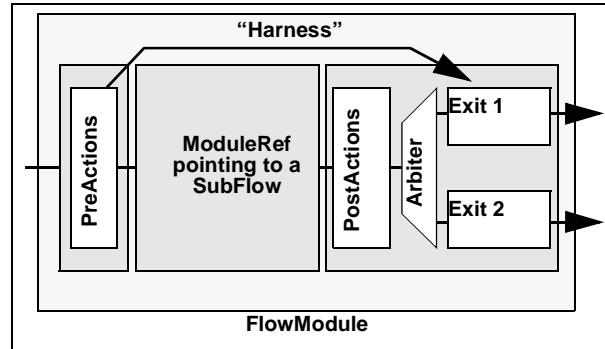 “Harness”
PreActions
ModuleRef
pointing to a
SubFlow
PostActions
Arbiter
Exit 1
Exit 2
FlowModule